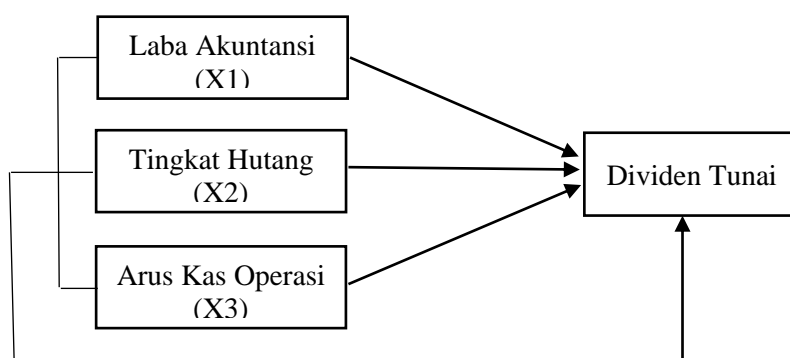 Laba Akuntansi
(X1)
Tingkat Hutang
(X2)
Arus Kas Operasi
(X3)
Dividen Tunai